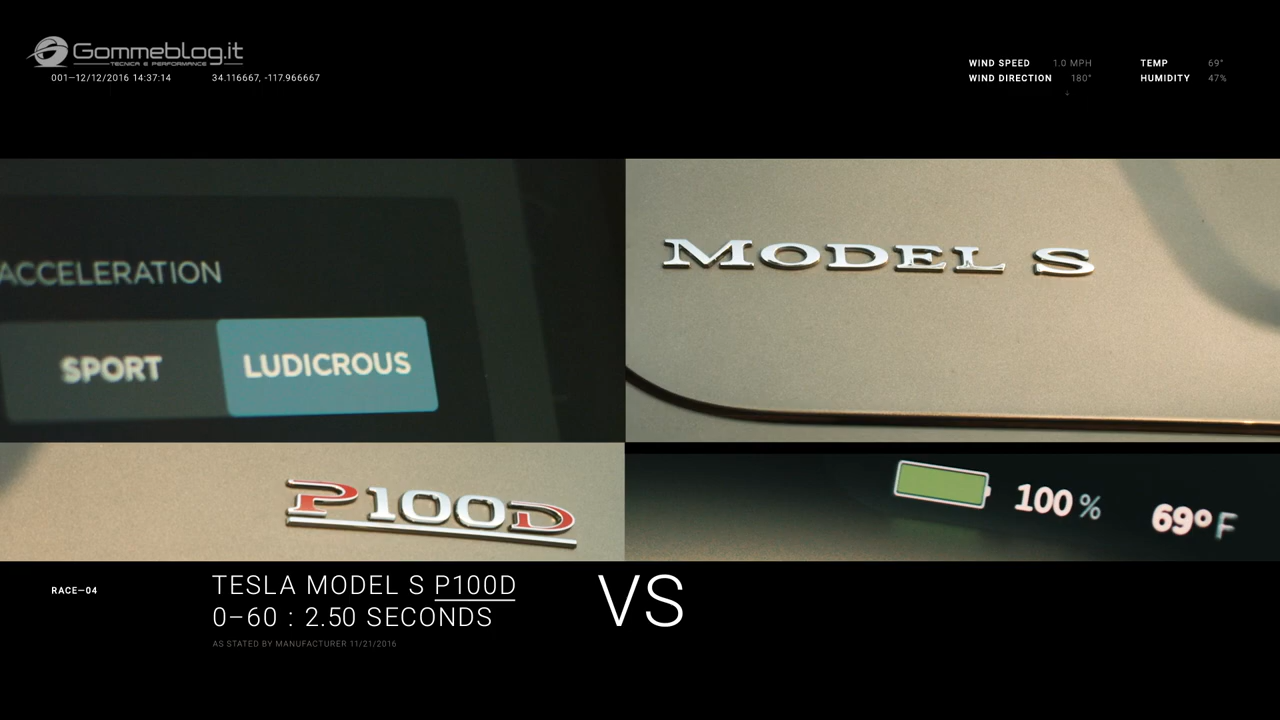 Gommeblog.it
TECNICA E PERFORMANCE
001–12/12/2016 14:37:14
34.116667, -117.966667
WIND SPEED 1.0 MPH
WIND DIRECTION 180°
TEMP 69°
HUMIDITY 47%
ACCELERATION
SPORT LUDICROUS
MODEL S
P100D
100 %
69° F
RACE–04
TESLA MODEL S P100D
0–60 : 2.50 SECONDS
AS STATED BY MANUFACTURER 11/21/2016
VS